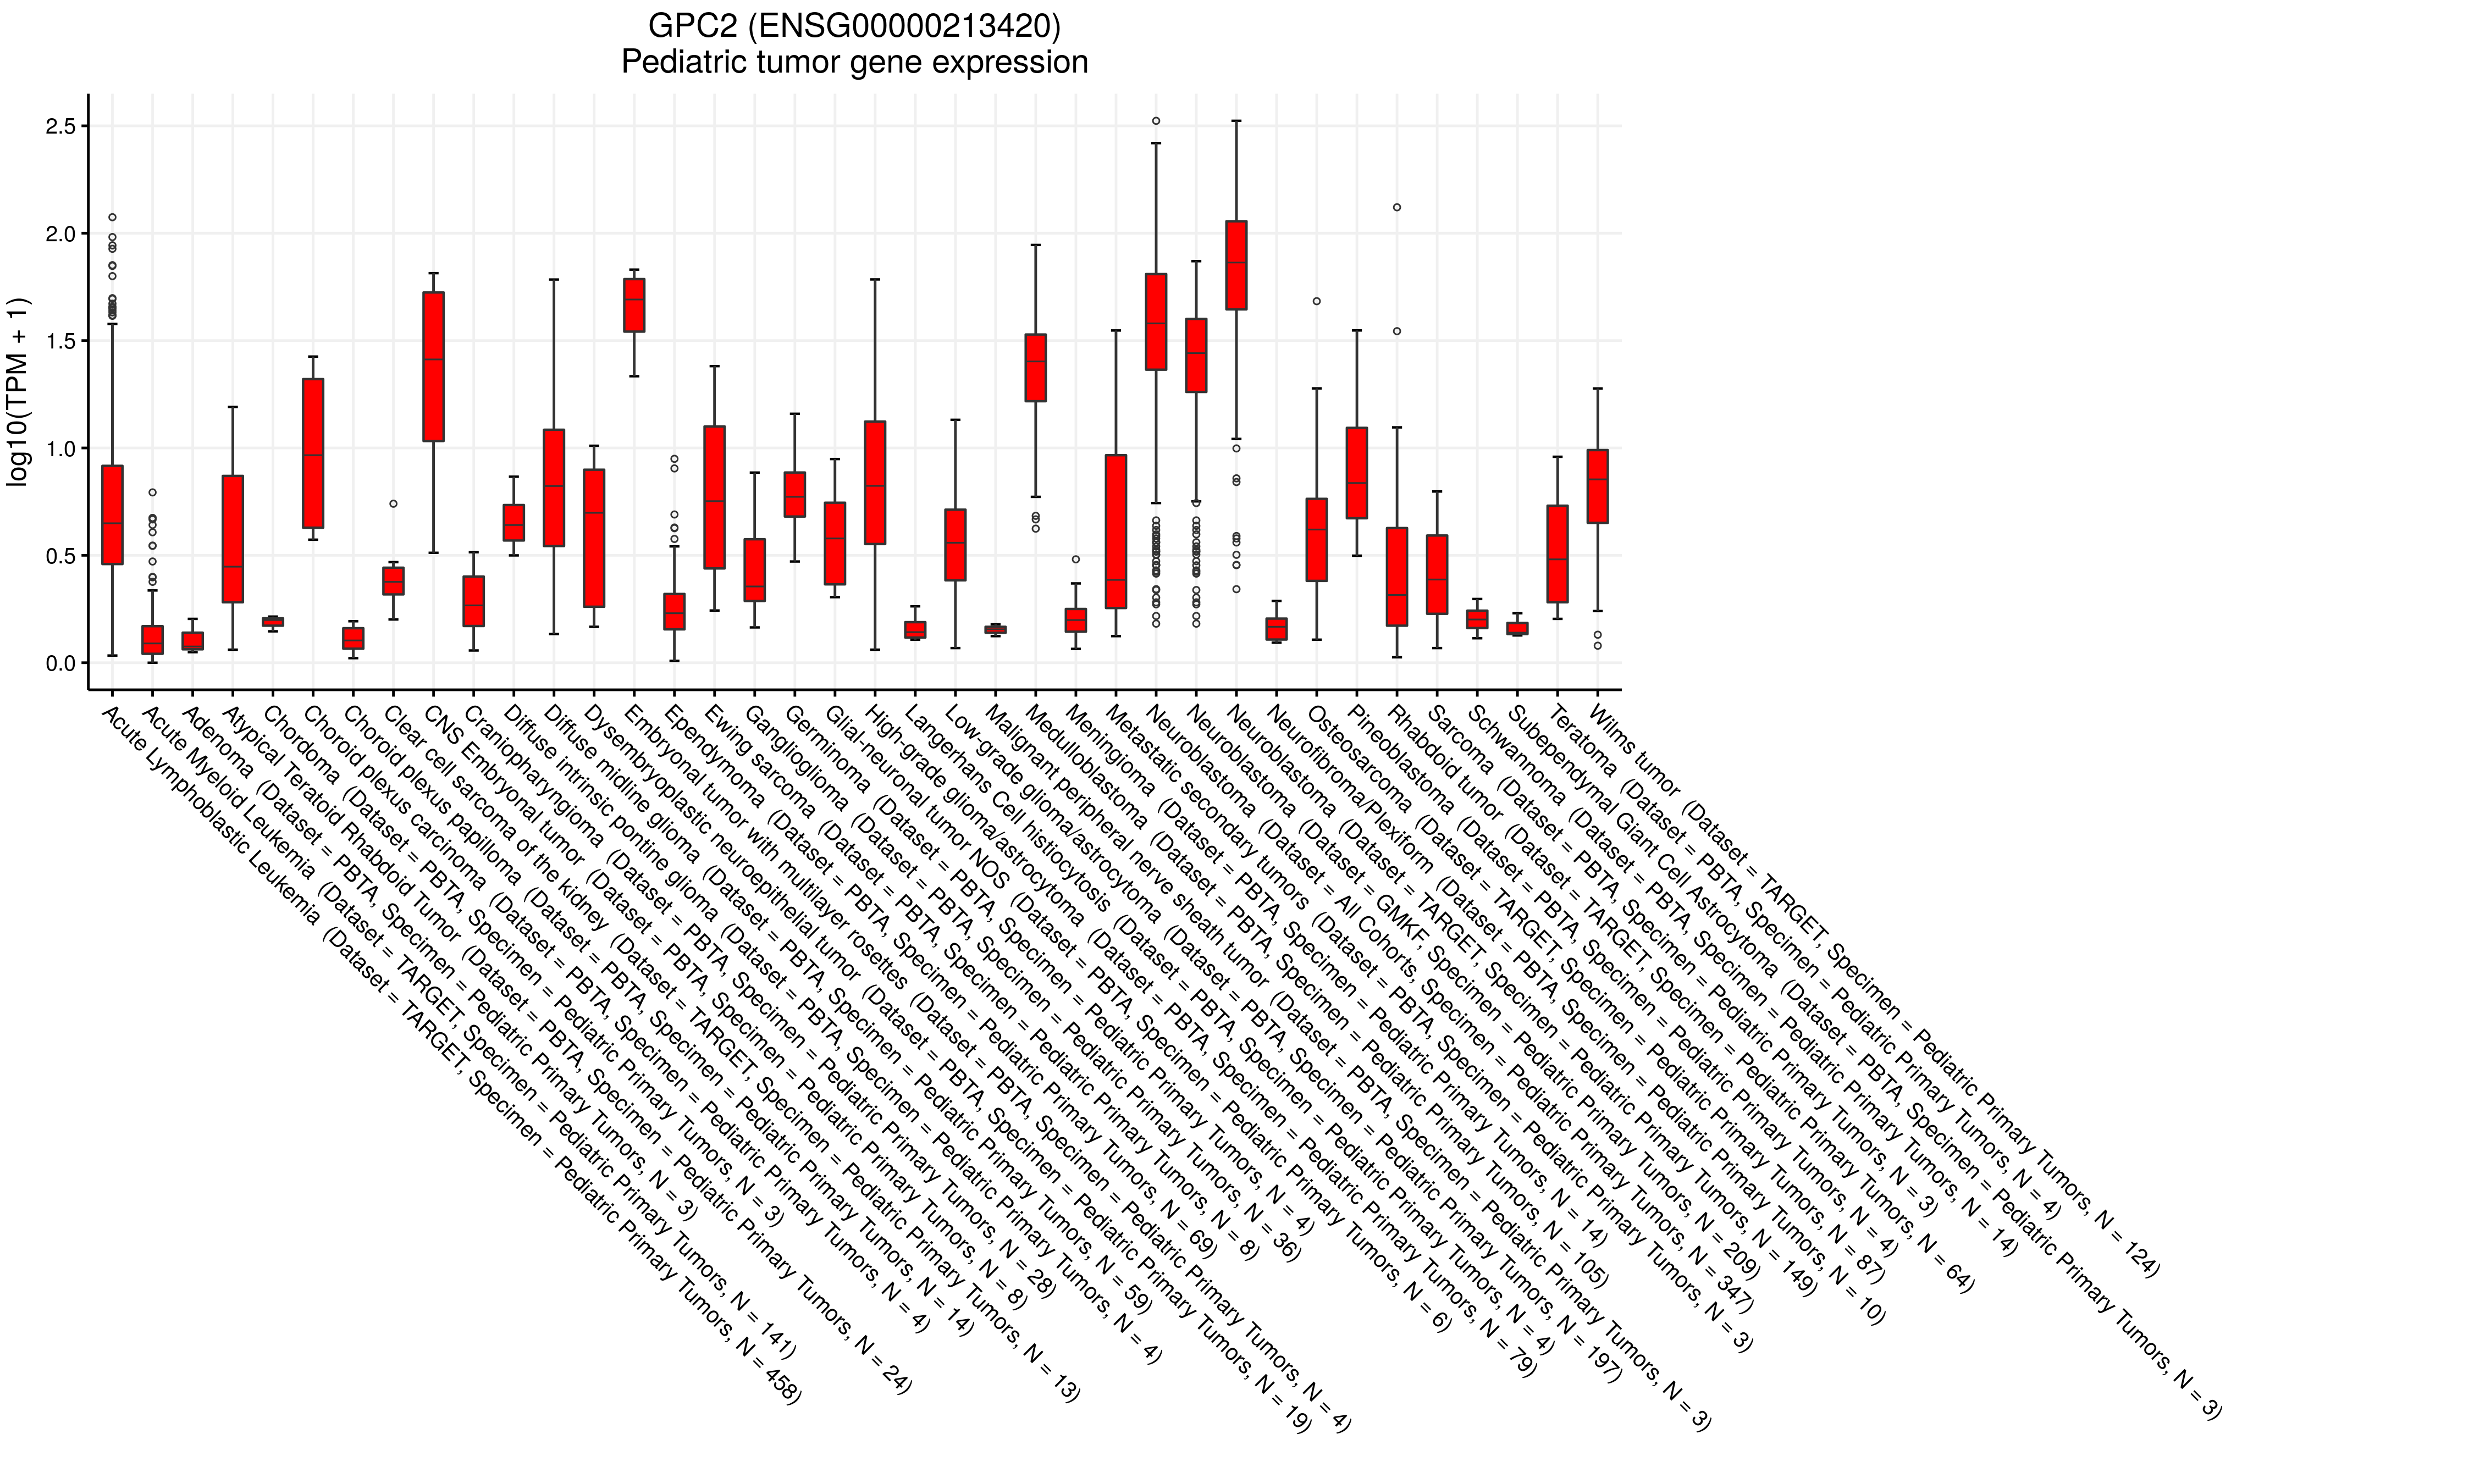 GPC2 (ENSG00000213420)
Pediatric tumor gene expression
log10(TPM + 1)
2.5
2.0
1.5
1.0
0.5
0.0
Acute Lymphoblastic Leukemia (Dataset = TARGET, Specimen = Pediatric Primary Tumors, N = 458)
Acute Myeloid Leukemia (Dataset = TARGET, Specimen = Pediatric Primary Tumors, N = 141)
Adenoma (Dataset = PBTA, Specimen = Pediatric Primary Tumors, N = 3)
Atypical Teratoid Rhabdoid Tumor (Dataset = PBTA, Specimen = Pediatric Primary Tumors, N = 24)
Chordoma (Dataset = PBTA, Specimen = Pediatric Primary Tumors, N = 3)
Choroid plexus carcinoma (Dataset = PBTA, Specimen = Pediatric Primary Tumors, N = 4)
Choroid plexus papilloma (Dataset = PBTA, Specimen = Pediatric Primary Tumors, N = 14)
Clear cell sarcoma of the kidney (Dataset = TARGET, Specimen = Pediatric Primary Tumors, N = 13)
CNS Embryonal tumor (Dataset = PBTA, Specimen = Pediatric Primary Tumors, N = 8)
Craniopharyngioma (Dataset = PBTA, Specimen = Pediatric Primary Tumors, N = 28)
Diffuse intrinsic pontine glioma (Dataset = PBTA, Specimen = Pediatric Primary Tumors, N = 4)
Diffuse midline glioma (Dataset = PBTA, Specimen = Pediatric Primary Tumors, N = 59)
Dysembryoplastic neuroepithelial tumor (Dataset = PBTA, Specimen = Pediatric Primary Tumors, N = 19)
Embryonal tumor with multilayer rosettes (Dataset = PBTA, Specimen = Pediatric Primary Tumors, N = 4)
Ependymoma (Dataset = PBTA, Specimen = Pediatric Primary Tumors, N = 69)
Ewing sarcoma (Dataset = PBTA, Specimen = Pediatric Primary Tumors, N = 8)
Ganglioglioma (Dataset = PBTA, Specimen = Pediatric Primary Tumors, N = 36)
Germinoma (Dataset = PBTA, Specimen = Pediatric Primary Tumors, N = 4)
Glial-neuronal tumor NOS (Dataset = PBTA, Specimen = Pediatric Primary Tumors, N = 6)
High-grade glioma/astrocytoma (Dataset = PBTA, Specimen = Pediatric Primary Tumors, N = 79)
Langerhans Cell histiocytosis (Dataset = PBTA, Specimen = Pediatric Primary Tumors, N = 4)
Low-grade glioma/astrocytoma (Dataset = PBTA, Specimen = Pediatric Primary Tumors, N = 197)
Malignant peripheral nerve sheath tumor (Dataset = PBTA, Specimen = Pediatric Primary Tumors, N = 3)
Medulloblastoma (Dataset = PBTA, Specimen = Pediatric Primary Tumors, N = 105)
Meningioma (Dataset = PBTA, Specimen = Pediatric Primary Tumors, N = 14)
Metastatic secondary tumors (Dataset = PBTA, Specimen = Pediatric Primary Tumors, N = 3)
Neuroblastoma (Dataset = All Cohorts, Specimen = Pediatric Primary Tumors, N = 347)
Neuroblastoma (Dataset = GMKF, Specimen = Pediatric Primary Tumors, N = 209)
Neuroblastoma (Dataset = TARGET, Specimen = Pediatric Primary Tumors, N = 149)
Neurofibroma/Plexiform (Dataset = PBTA, Specimen = Pediatric Primary Tumors, N = 10)
Osteosarcoma (Dataset = TARGET, Specimen = Pediatric Primary Tumors, N = 87)
Pineoblastoma (Dataset = PBTA, Specimen = Pediatric Primary Tumors, N = 4)
Rhabdoid tumor (Dataset = TARGET, Specimen = Pediatric Primary Tumors, N = 64)
Sarcoma (Dataset = PBTA, Specimen = Pediatric Primary Tumors, N = 3)
Schwannoma (Dataset = PBTA, Specimen = Pediatric Primary Tumors, N = 14)
Subependymal Giant Cell Astrocytoma (Dataset = PBTA, Specimen = Pediatric Primary Tumors, N = 3)
Teratoma (Dataset = PBTA, Specimen = Pediatric Primary Tumors, N = 4)
Wilms tumor (Dataset = TARGET, Specimen = Pediatric Primary Tumors, N = 124)